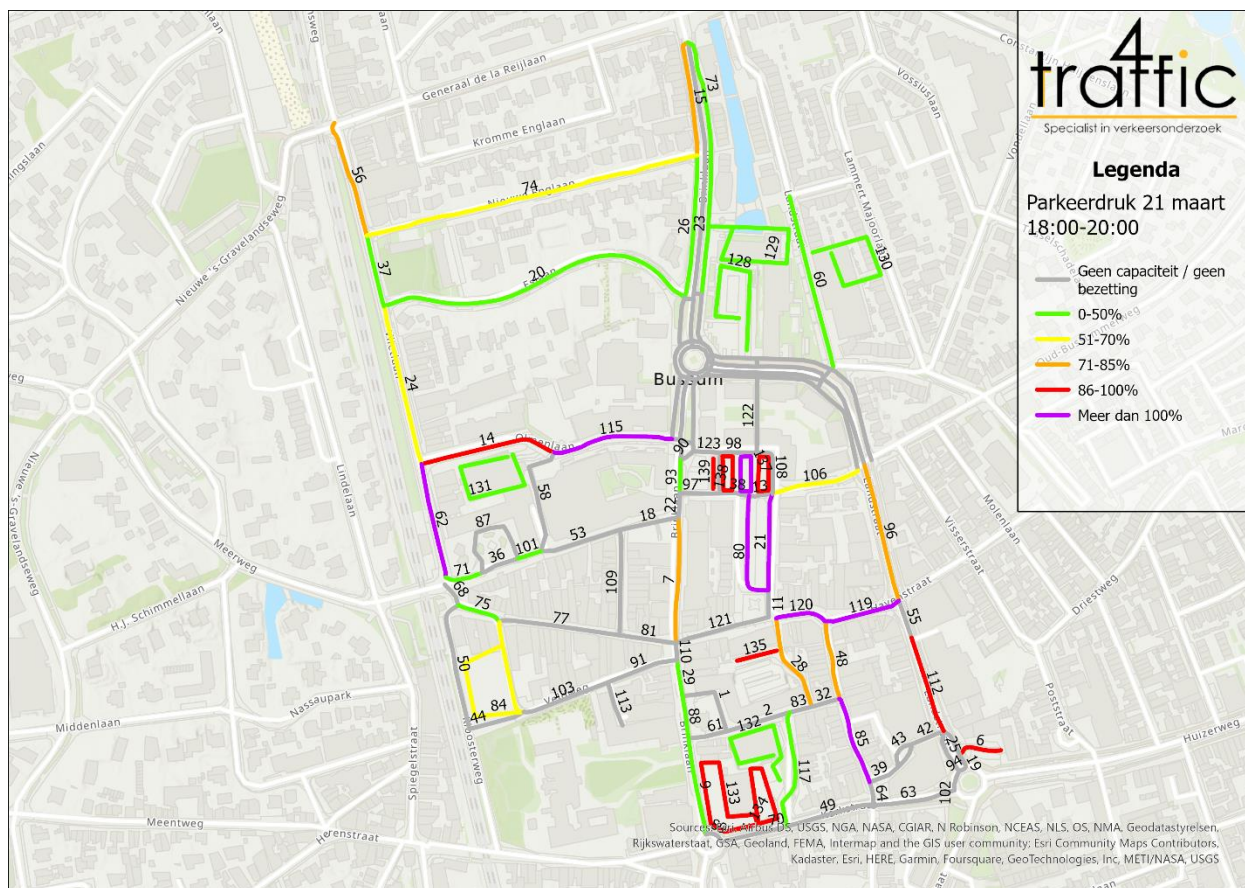 4
traffic
Specialist in verkeersonderzoek
Legenda
Parkeerdruk 21 maart
18:00-20:00
Geen capaciteit / geen
bezetting
0-50%
51-70%
71-85%
86-100%
Meer dan 100%
Generaal de la Reijlaan
Kromme Englaan
Nieuwe Englaan
Nieuwe 's-Gravelandseweg
Vossiuslaan
Lammert Majoorlaan
Landstraat
73
15
56
74
26
23
129
128
130
37
20
60
24
Bussum
Lindelaan
Meerweg
H.J. Schimmellaan
Nassaupark
Middenlaan
Meentweg
Spiegelstraat
Olmenlaan
14
115
90
123
98
122
108
139
138
93
97
38
13
106
131
58
62
87
22
18
53
36
101
71
68
75
7
80
21
109
96
Landstraat
Molenlaan
Visserstraat
Driestweg
77
81
121
11
120
119
55
110
91
29
135
28
48
50
84
44
103
113
1
88
61
132
2
83
32
85
112
Poststraat
Huizerweg
43
42
39
25
6
94
19
9
133
117
70
49
64
63
102
Sources: Esri, Airbus DS, USGS, NGA, NASA, CGIAR, N Robinson, NCEAS, NLS, OS, NMA, Geodatastyrelsen,
Rijkswaterstaat, GSA, Geoland, FEMA, Intermap and the GIS user community; Esri Community Maps Contributors,
Kadaster, Esri, HERE, Garmin, Foursquare, GeoTechnologies, Inc, METI/NASA, USGS